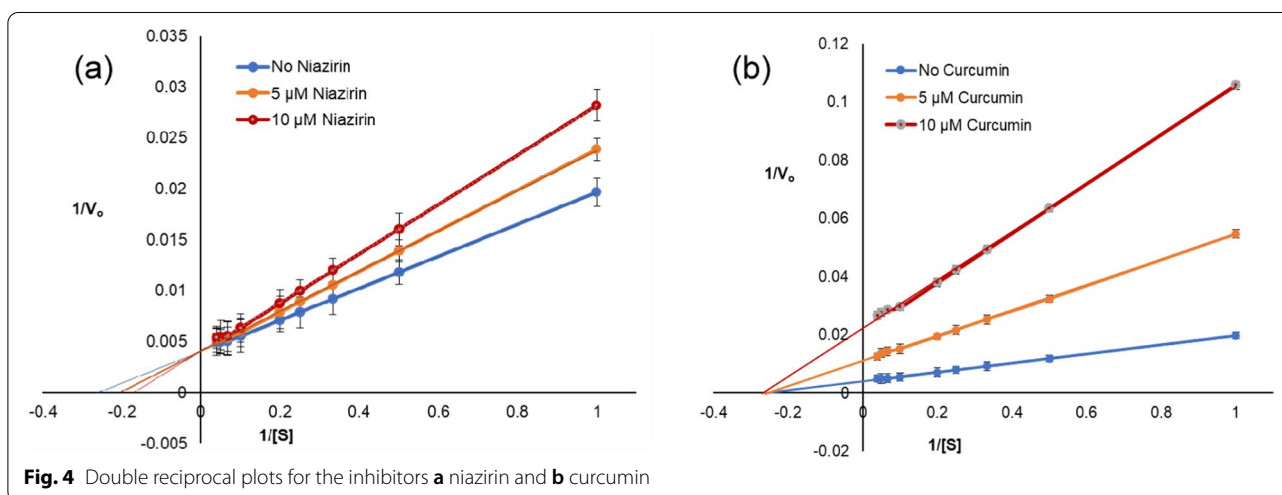 (a)
No Niazirin
5 µM Niazirin
10 µM Niazirin
1/Vₒ
0.035
0.03
0.025
0.02
0.015
0.01
0.005
0
-0.005
-0.4 -0.2 0 0.2 0.4 0.6 0.8 1
1/[S]
(b)
No Curcumin
5 µM Curcumin
10 µM Curcumin
1/Vₒ
0.12
0.1
0.08
0.06
0.04
0.02
0
-0.02
-0.4 -0.2 0 0.2 0.4 0.6 0.8 1
1/[S]
Fig. 4 Double reciprocal plots for the inhibitors a niazirin and b curcumin